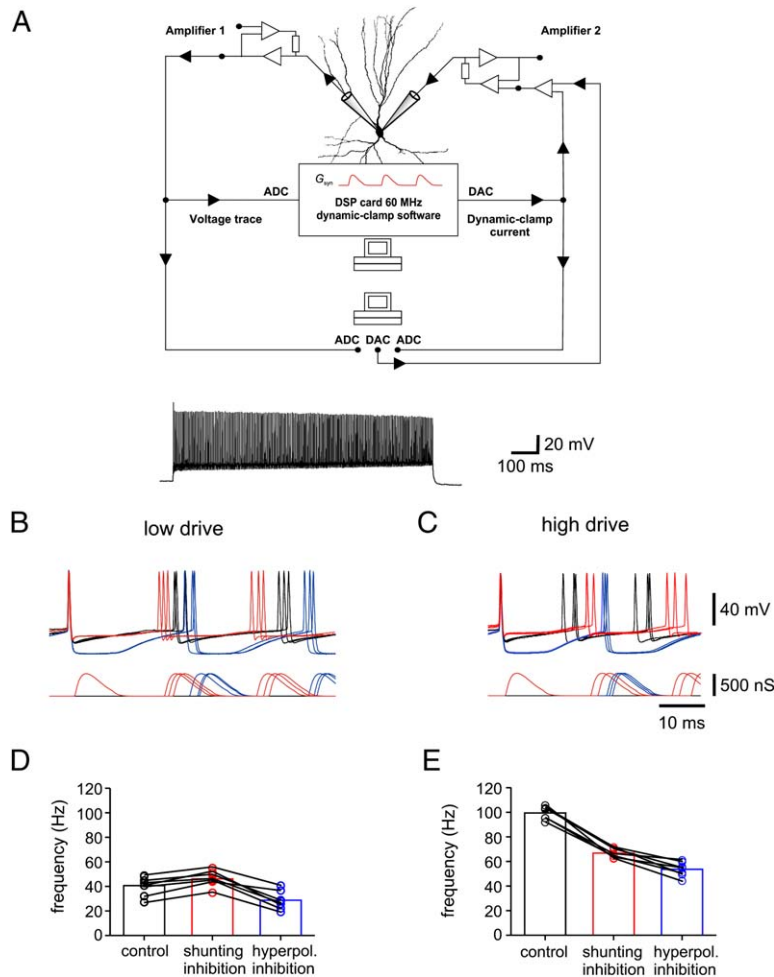 A
Amplifier 1
Amplifier 2
Gsyn
ADC
DAC
DSP card 60 MHz
dynamic-clamp software
Voltage trace
Dynamic-clamp
current
ADC DAC ADC
20 mV
100 ms
B
low drive
C
high drive
40 mV
500 nS
10 ms
D
frequency (Hz)
120
100
80
60
40
20
0
control
shunting
inhibition
hyperpol.
inhibition
E
frequency (Hz)
120
100
80
60
40
20
0
control
shunting
inhibition
hyperpol.
inhibition